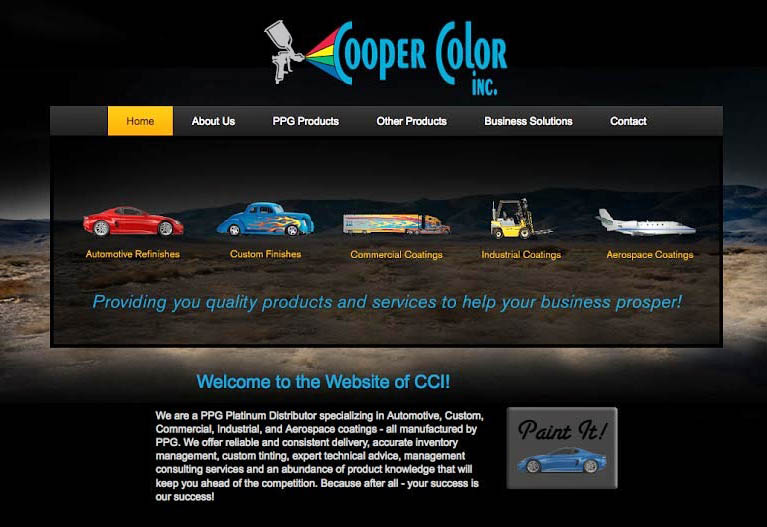 COOPER COLOR
INC.
Home About Us PPG Products Other Products Business Solutions Contact
Automotive Refinishes Custom Finishes Commercial Coatings Industrial Coatings Aerospace Coatings
Providing you quality products and services to help your business prosper!
Welcome to the Website of CCI!
We are a PPG Platinum Distributor specializing in Automotive, Custom,
Commercial, Industrial, and Aerospace coatings - all manufactured by
PPG. We offer reliable and consistent delivery, accurate inventory
management, custom tinting, expert technical advice, management
consulting services and an abundance of product knowledge that will
keep you ahead of the competition. Because after all - your success is
our success!
Paint It!